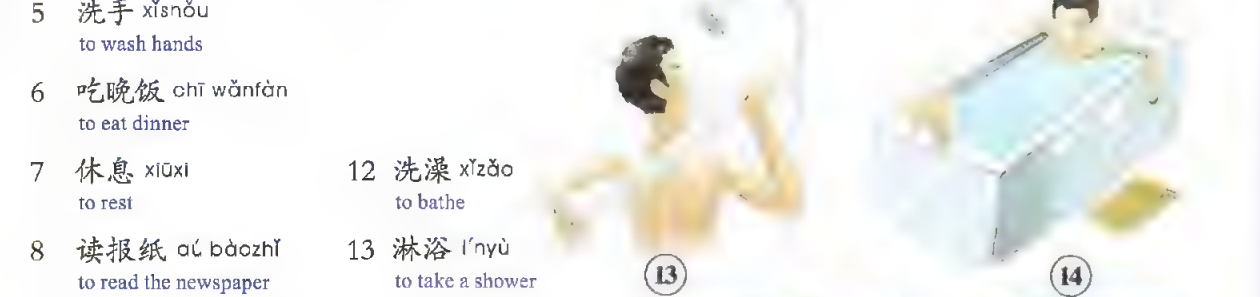 5 洗手 xǐshǒu
to wash hands
6 吃晚饭 chī wǎnfàn
to eat dinner
7 休息 xiūxi
to rest
8 读报纸 dú bàozhǐ
to read the newspaper
12 洗澡 xǐzǎo
to bathe
13 淋浴 línyù
to take a shower
13
14